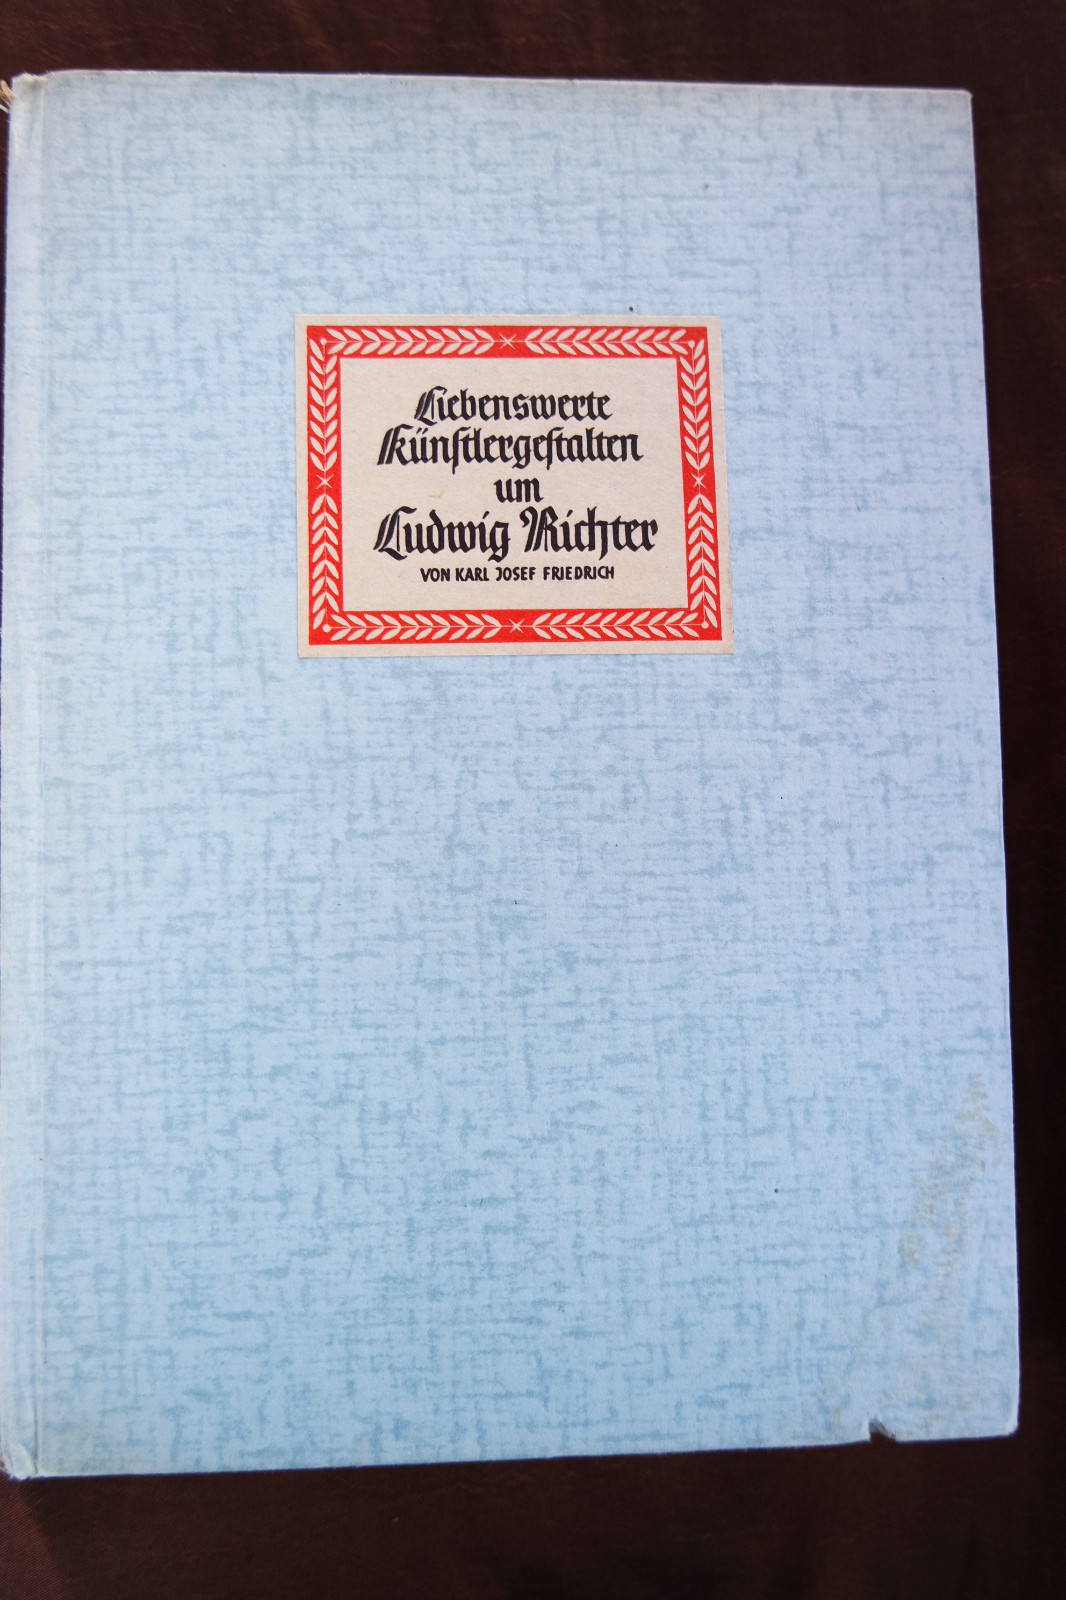 Liebenswerte
Künſtlergeſtalten
um
Ludwig Richter
VON KARL JOSEF FRIEDRICH